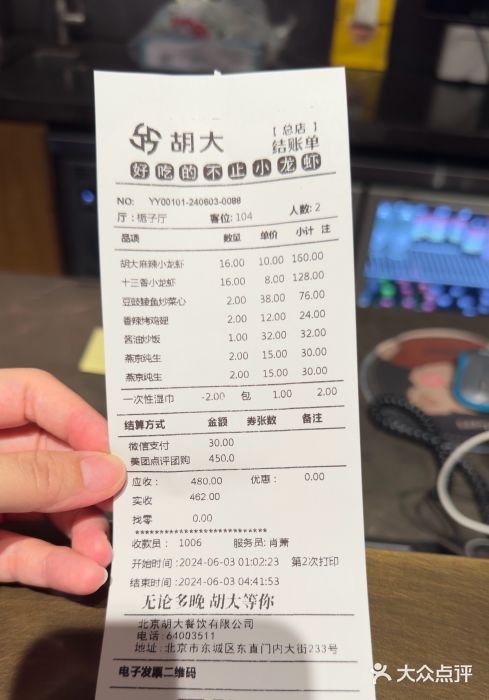 胡大
【总店】
结账单
好吃的不止小龙虾
NO: YY00101-240603-0088
厅：栀子厅 客位: 104 人数: 2
品项 数量 单价 小计 注
胡大麻辣小龙虾 16.00 10.00 160.00
十三香小龙虾 16.00 8.00 128.00
豆豉鲮鱼炒菜心 2.00 38.00 76.00
香辣烤鸡翅 2.00 12.00 24.00
酱油炒饭 1.00 32.00 32.00
燕京纯生 2.00 15.00 30.00
燕京纯生 2.00 15.00 30.00
一次性湿巾 -2.00 包 1.00 2.00
结算方式 金额 券张数 备注
微信支付 30.00
美团点评团购 450.0
应收： 480.00 优惠： 0.00
实收 462.00
找零 0.00
****************************
收款员： 1006 服务员: 肖萧
开始时间：2024-06-03 01:02:23 第2次打印
结束时间：2024-06-03 04:41:53
无论多晚 胡大等你
北京胡大餐饮有限公司
电话：64003511
地址：北京市东城区东直门内大街233号
电子发票二维码
大众点评